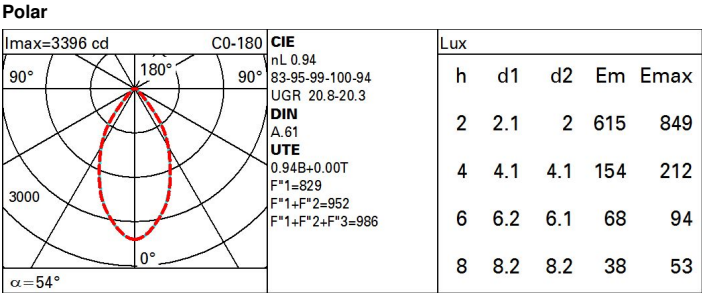 Polar
Imax=3396 cd C0-180
90° 180° 90°
3000
0°
α=54°
CIE
nL 0.94
83-95-99-100-94
UGR 20.8-20.3
DIN
A.61
UTE
0.94B+0.00T
F"1=829
F"1+F"2=952
F"1+F"2+F"3=986
Lux
h d1 d2 Em Emax
2 2.1 2 615 849
4 4.1 4.1 154 212
6 6.2 6.1 68 94
8 8.2 8.2 38 53